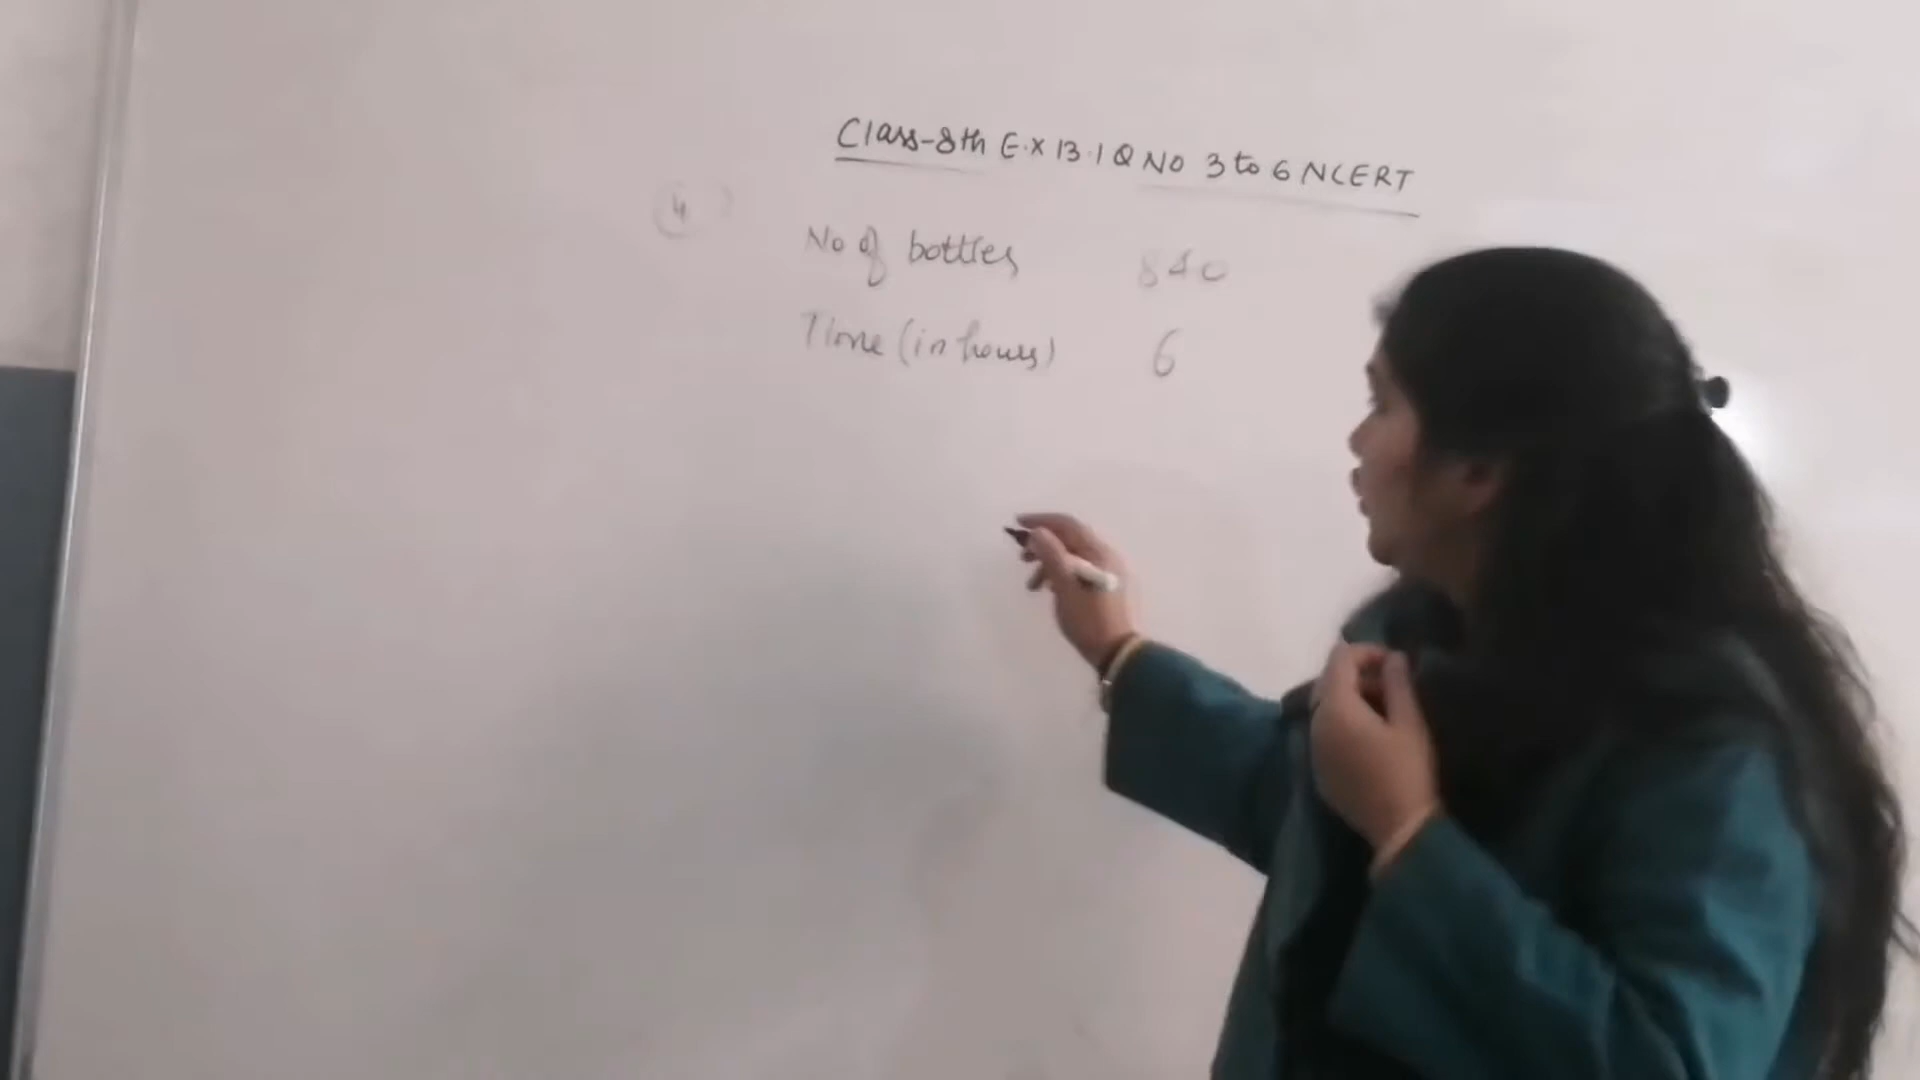 Class-8th E.X 13.1 Q NO 3 to 6 NCERT
4
No of bottles 840
Time (in hours) 6